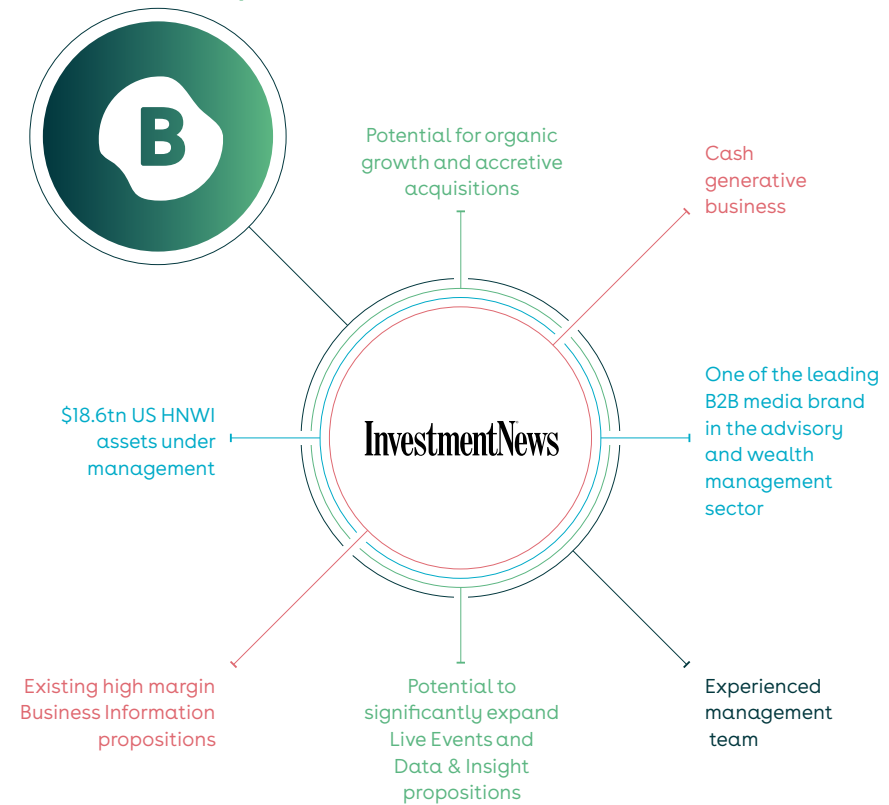 B
Potential for organic
growth and accretive
acquisitions
Cash
generative
business
$18.6tn US HNWI
assets under
management
InvestmentNews
One of the leading
B2B media brand
in the advisory
and wealth
management
sector
Existing high margin
Business Information
propositions
Potential to
significantly expand
Live Events and
Data & Insight
propositions
Experienced
management
team